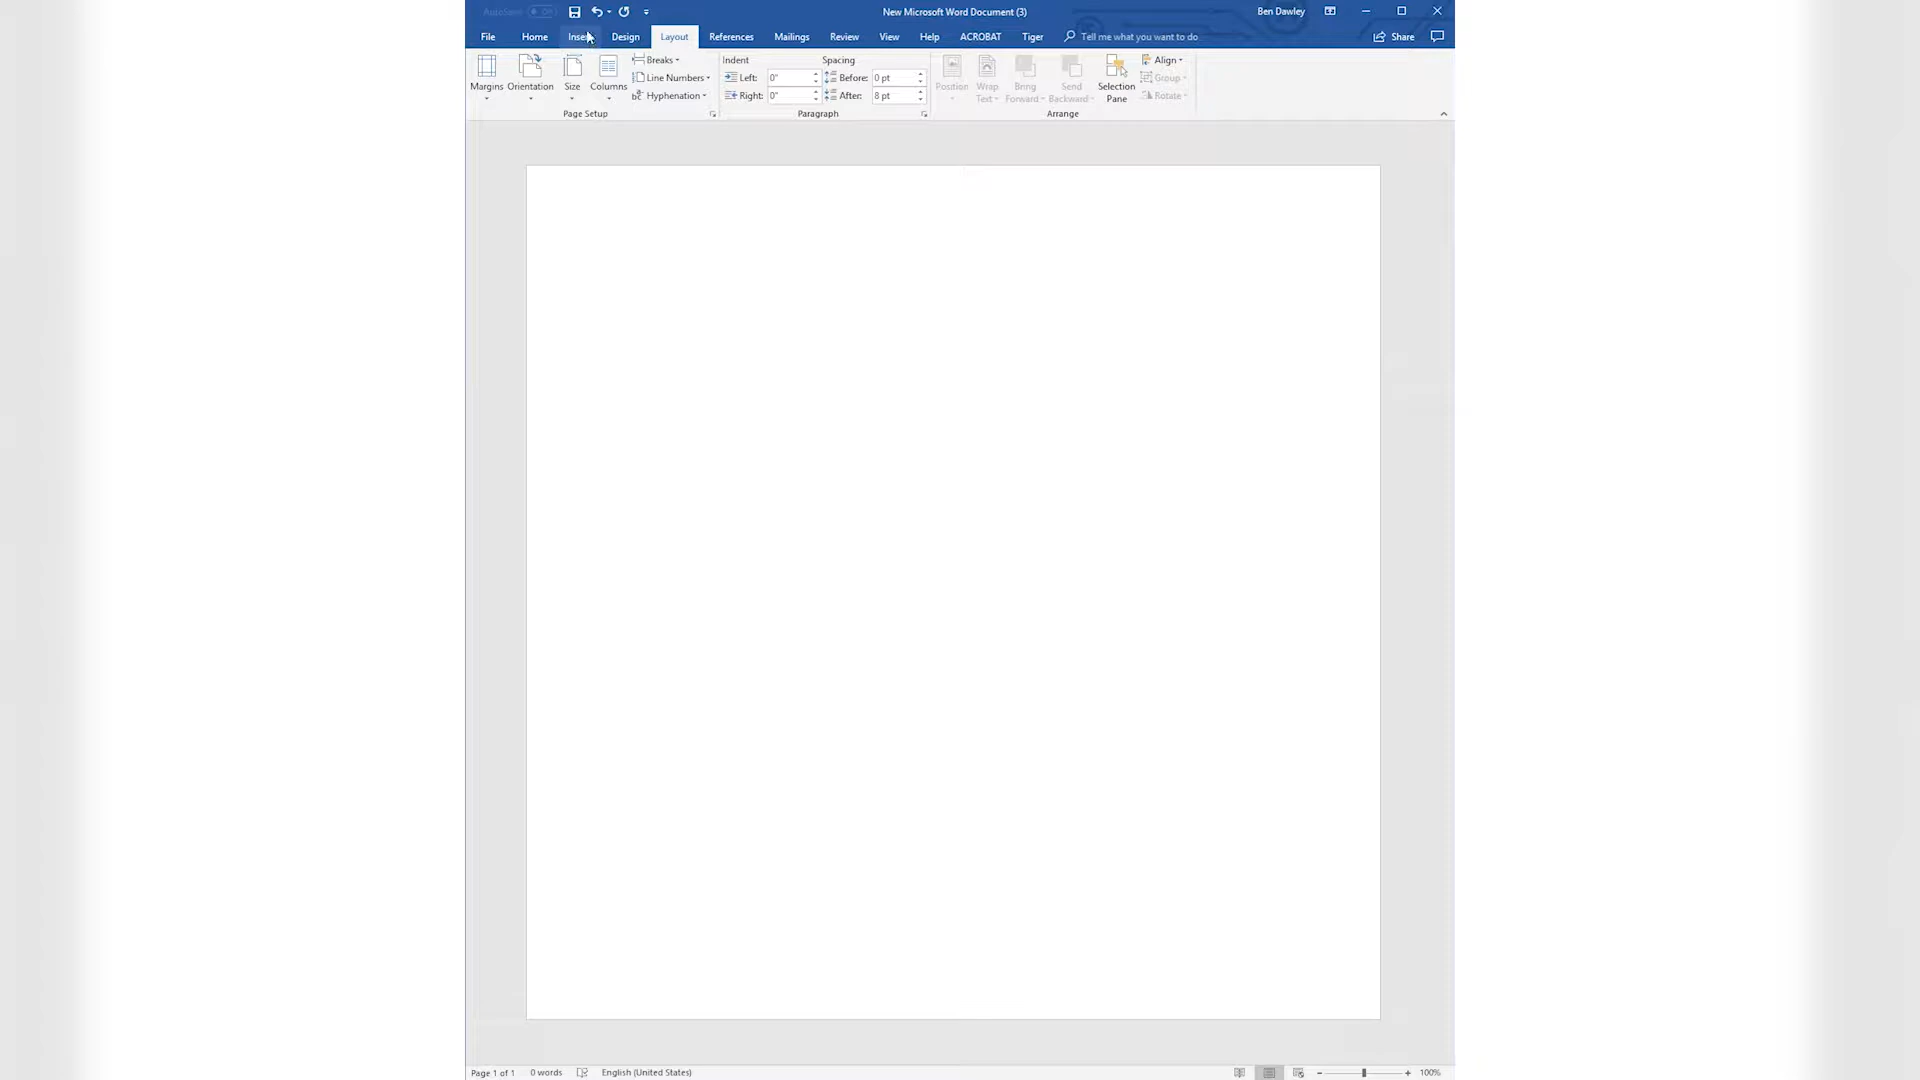 AutoSave Off New Microsoft Word Document (3) Ben Dawley
File Home Insert Design Layout References Mailings Review View Help ACROBAT Tiger Tell me what you want to do Share
Margins Orientation Size Columns
Breaks
Line Numbers
Hyphenation
Page Setup
Indent Spacing
Left: 0" Before: 0 pt
Right: 0" After: 8 pt
Paragraph
Position Wrap Text Bring Forward Send Backward Selection Pane
Align
Group
Rotate
Arrange
Page 1 of 1 0 words English (United States) 100%